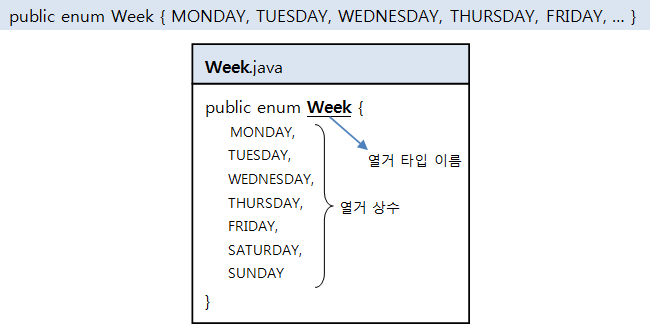 public enum Week { MONDAY, TUESDAY, WEDNESDAY, THURSDAY, FRIDAY, ... }
Week.java
public enum Week {
MONDAY,
TUESDAY,
열거 타입 이름
WEDNESDAY,
THURSDAY,
열거 상수
FRIDAY,
SATURDAY,
SUNDAY
}